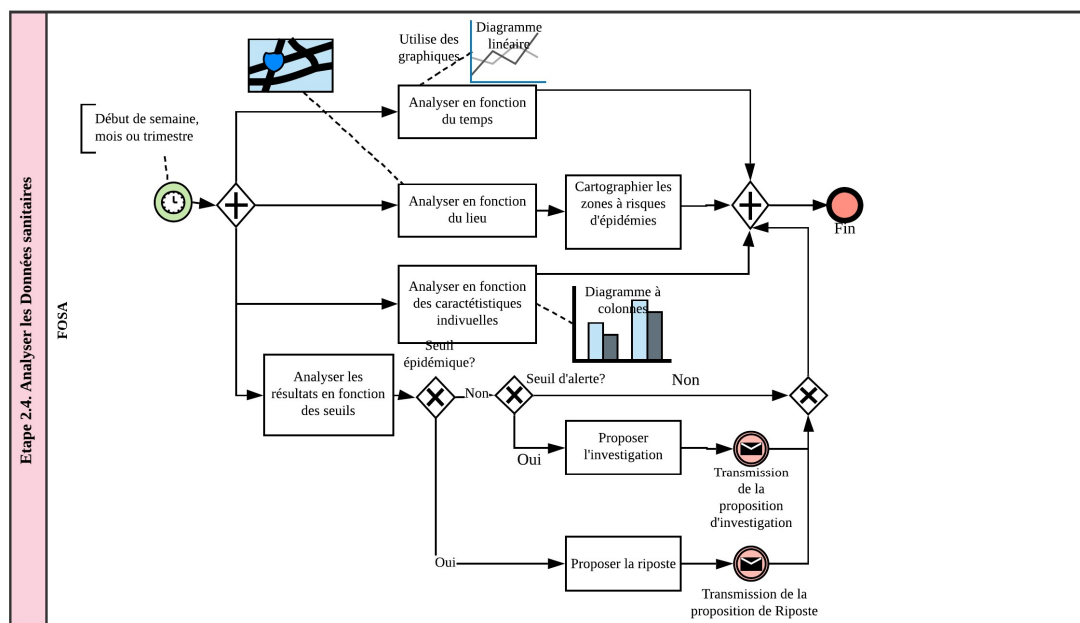 Etape 2.4. Analyser les Données sanitaires
FOSA
Début de semaine,
mois ou trimestre
Utilise des
graphiques
Diagramme
linéaire
Analyser en fonction
du temps
Analyser en fonction
du lieu
Cartographier les
zones à risques
d'épidémies
Fin
Analyser en fonction
des caractétistiques
indivuelles
Diagramme à
colonnes
Analyser les
résultats en fonction
des seuils
Seuil
épidémique?
Non
Seuil d'alerte?
Non
Oui
Proposer
l'investigation
Transmission
de la
proposition
d'investigation
Oui
Proposer la riposte
Transmission de la
proposition de Riposte